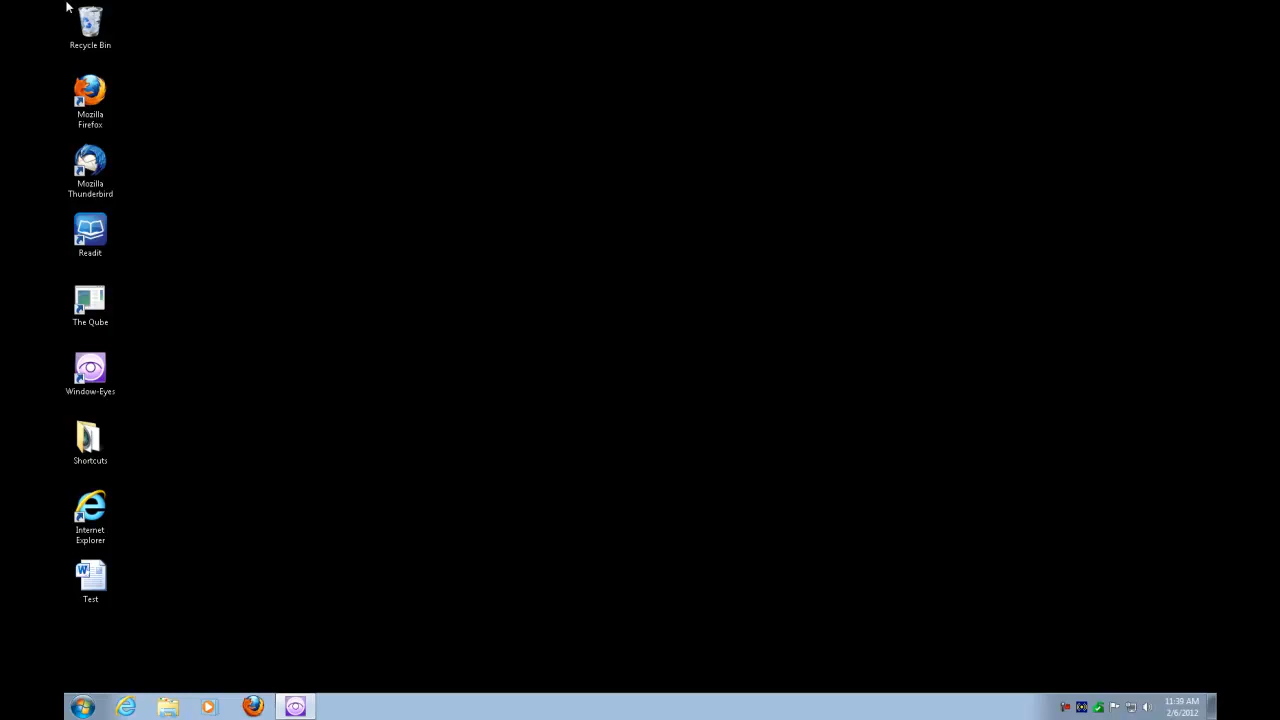 Recycle Bin
Mozilla
Firefox
Mozilla
Thunderbird
Readit
The Qube
Window-Eyes
Shortcuts
Internet
Explorer
W
Test
11:39 AM
2/6/2012